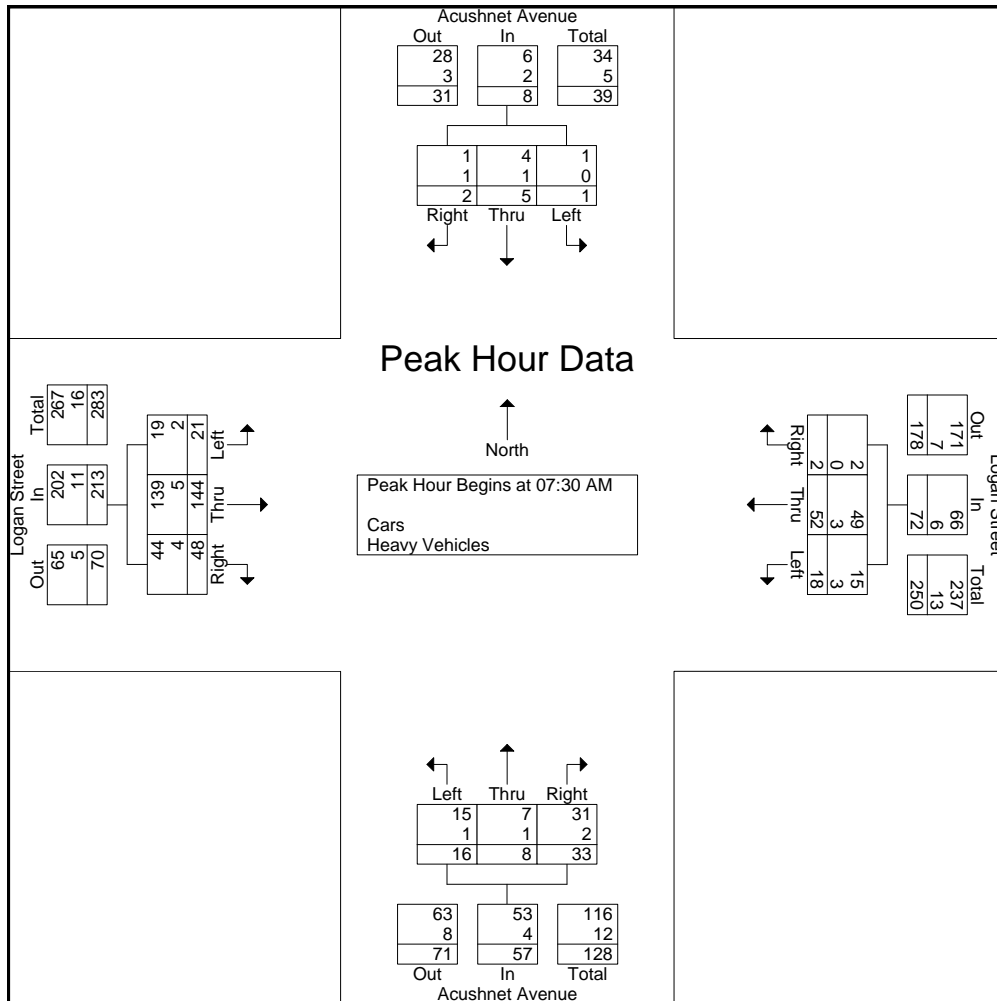 Acushnet Avenue
Out In Total
28 6 34
3 2 5
31 8 39
1 4 1
1 1 0
2 5 1
Right Thru Left
Peak Hour Data
North
Peak Hour Begins at 07:30 AM
Cars
Heavy Vehicles
Logan Street
Total In Out
267 202 65
16 11 5
283 213 70
19 139 44
2 5 4
21 144 48
Left Thru Right
Logan Street
Out In Total
171 66 237
7 6 13
178 72 250
2 49 15
0 3 3
2 52 18
Right Thru Left
Left Thru Right
15 7 31
1 1 2
16 8 33
63 53 116
8 4 12
71 57 128
Out In Total
Acushnet Avenue